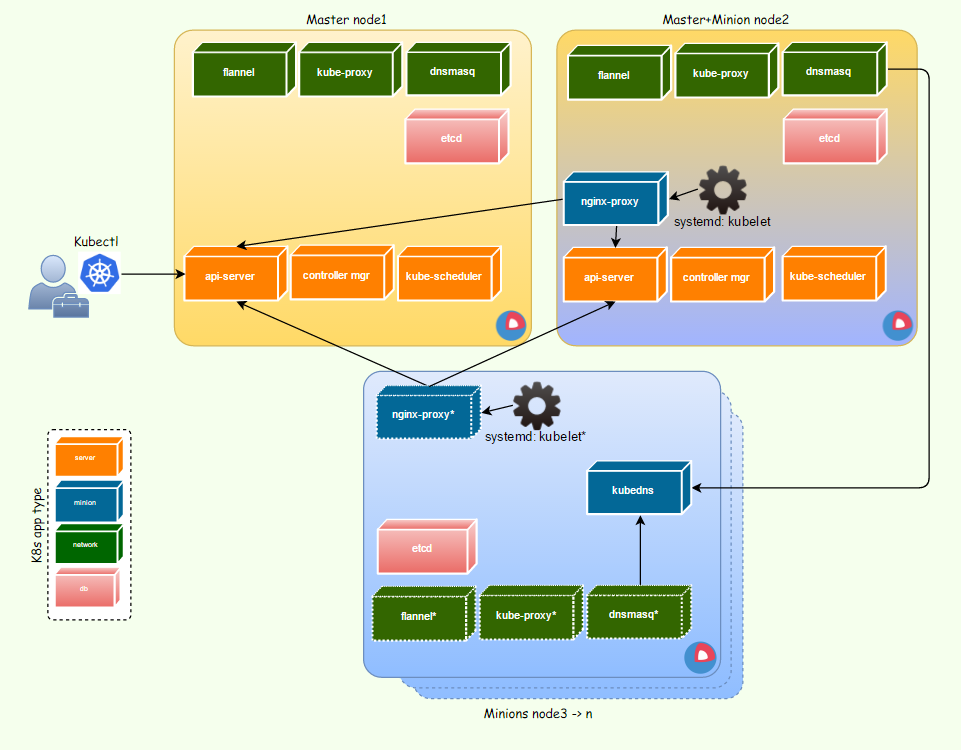 Master node1
flannel
kube-proxy
dnsmasq
etcd
api-server
controller mgr
kube-scheduler
Master+Minion node2
flannel
kube-proxy
dnsmasq
etcd
nginx-proxy
systemd: kubelet
api-server
controller mgr
kube-scheduler
Kubectl
nginx-proxy*
systemd: kubelet*
kubedns
etcd
flannel*
kube-proxy*
dnsmasq*
Minions node3 -> n
K8s app type
server
minion
network
db